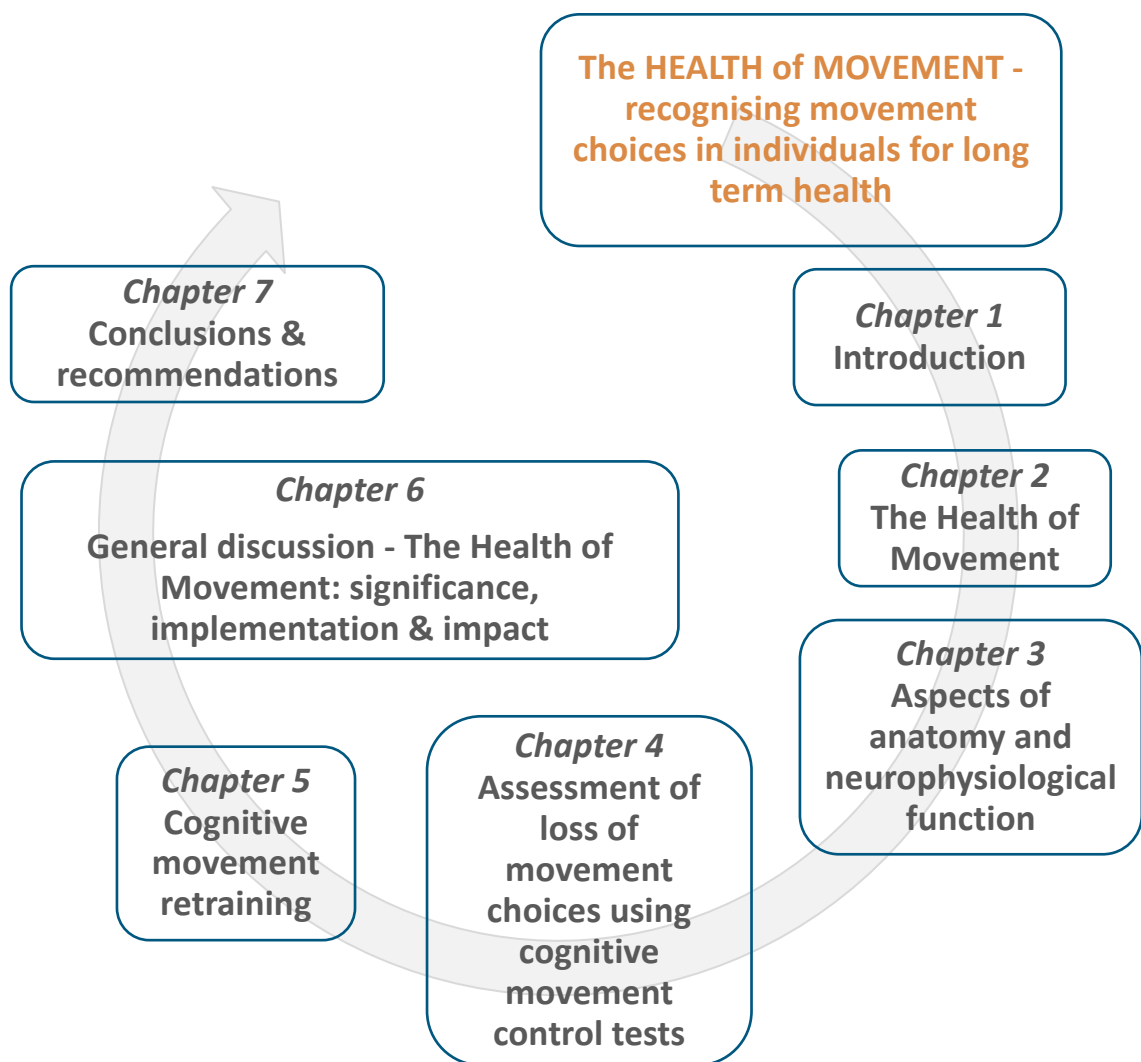 The HEALTH of MOVEMENT -
recognising movement
choices in individuals for long
term health
Chapter 1
Introduction
Chapter 2
The Health of
Movement
Chapter 3
Aspects of
anatomy and
neurophysiological
function
Chapter 4
Assessment of
loss of
movement
choices using
cognitive
movement
control tests
Chapter 5
Cognitive
movement
retraining
Chapter 6
General discussion - The Health of
Movement: significance,
implementation & impact
Chapter 7
Conclusions &
recommendations